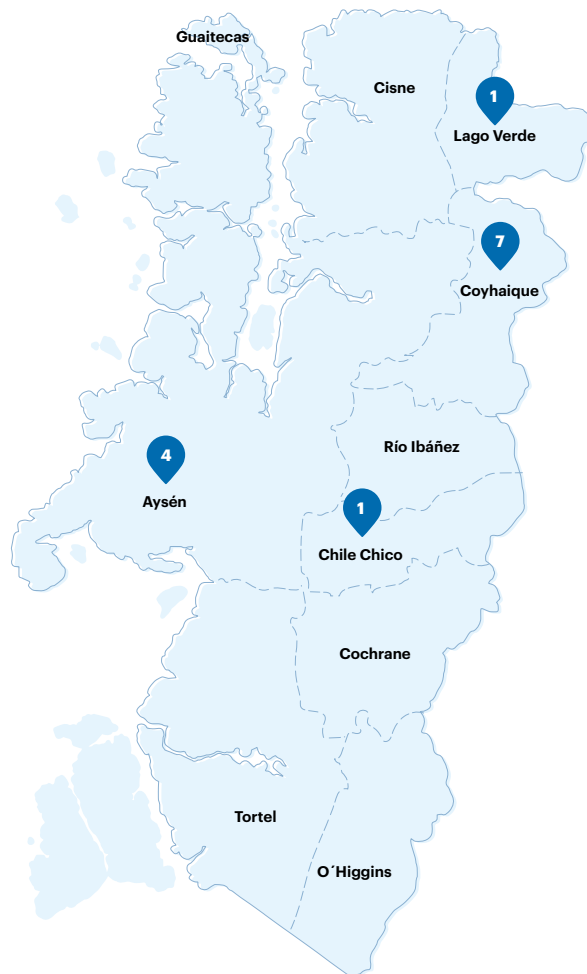 Guaitecas
Cisne
1
Lago Verde
7
Coyhaique
Río Ibáñez
4
Aysén
1
Chile Chico
Cochrane
Tortel
O´Higgins